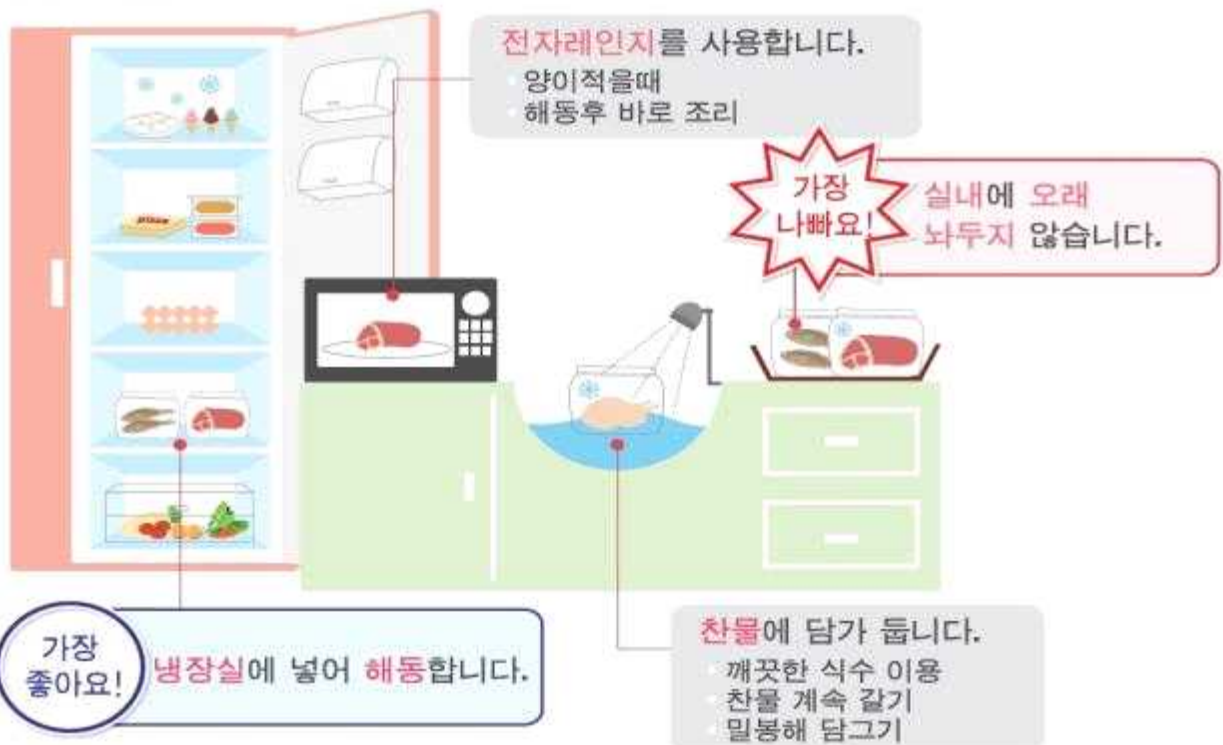 전자레인지를 사용합니다.
양이적을때
해동후 바로 조리
가장
나빠요!
실내에 오래
놔두지 않습니다.
pizza
가장
좋아요!
냉장실에 넣어 해동합니다.
찬물에 담가 둡니다.
깨끗한 식수 이용
찬물 계속 갈기
밀봉해 담그기